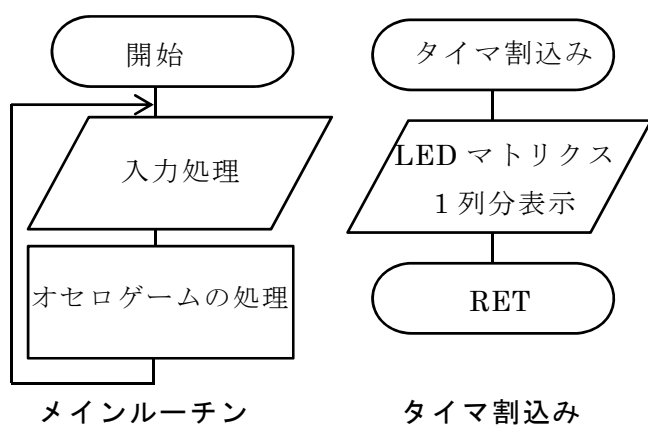 開始
入力処理
オセロゲームの処理
メインルーチン
タイマ割込み
LED マトリクス
1 列分表示
RET
タイマ割込み